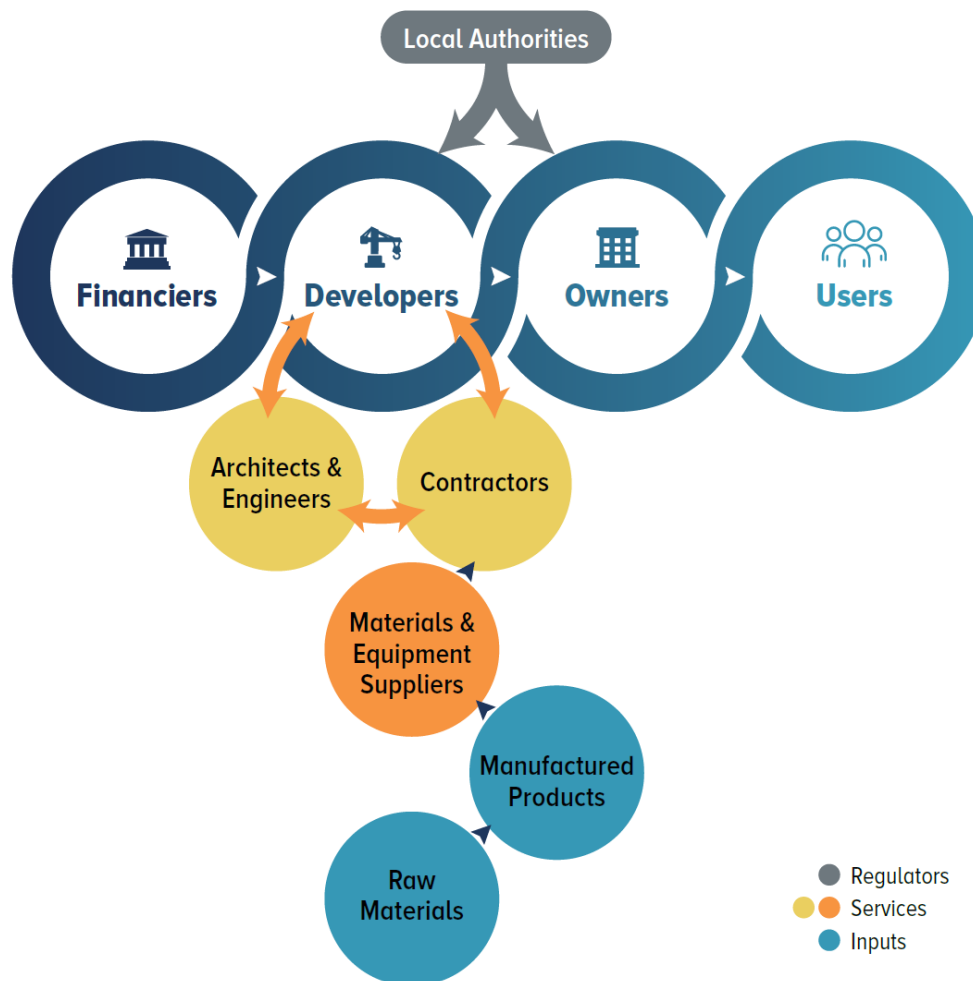 Local Authorities
Financiers
Developers
Owners
Users
Architects &
Engineers
Contractors
Materials &
Equipment
Suppliers
Manufactured
Products
Raw
Materials
Regulators
Services
Inputs